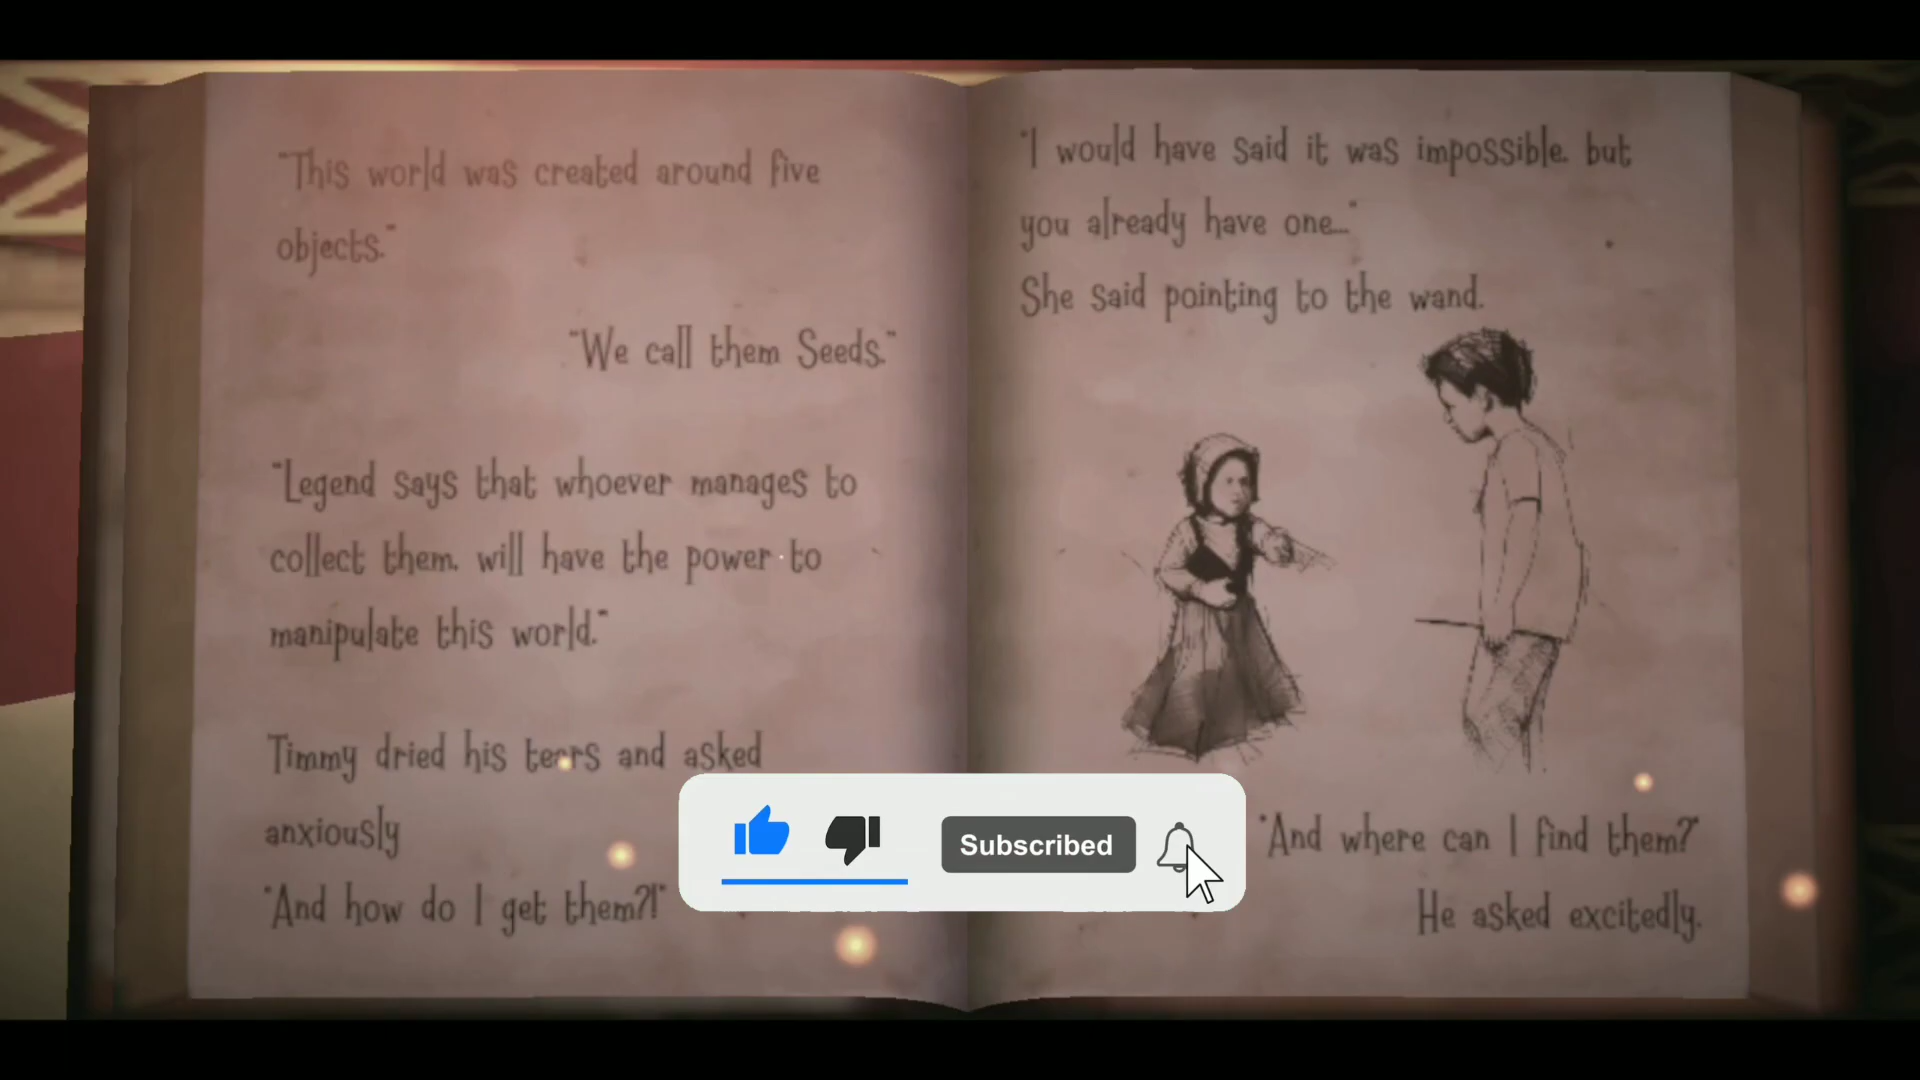 "This world was created around five
objects."
"We call them Seeds."
"Legend says that whoever manages to
collect them, will have the power to
manipulate this world."
Timmy dried his tears and asked
anxiously
"And how do I get them?!"
"I would have said it was impossible, but
you already have one..."
She said pointing to the wand.
"And where can I find them?"
He asked excitedly.
Subscribed